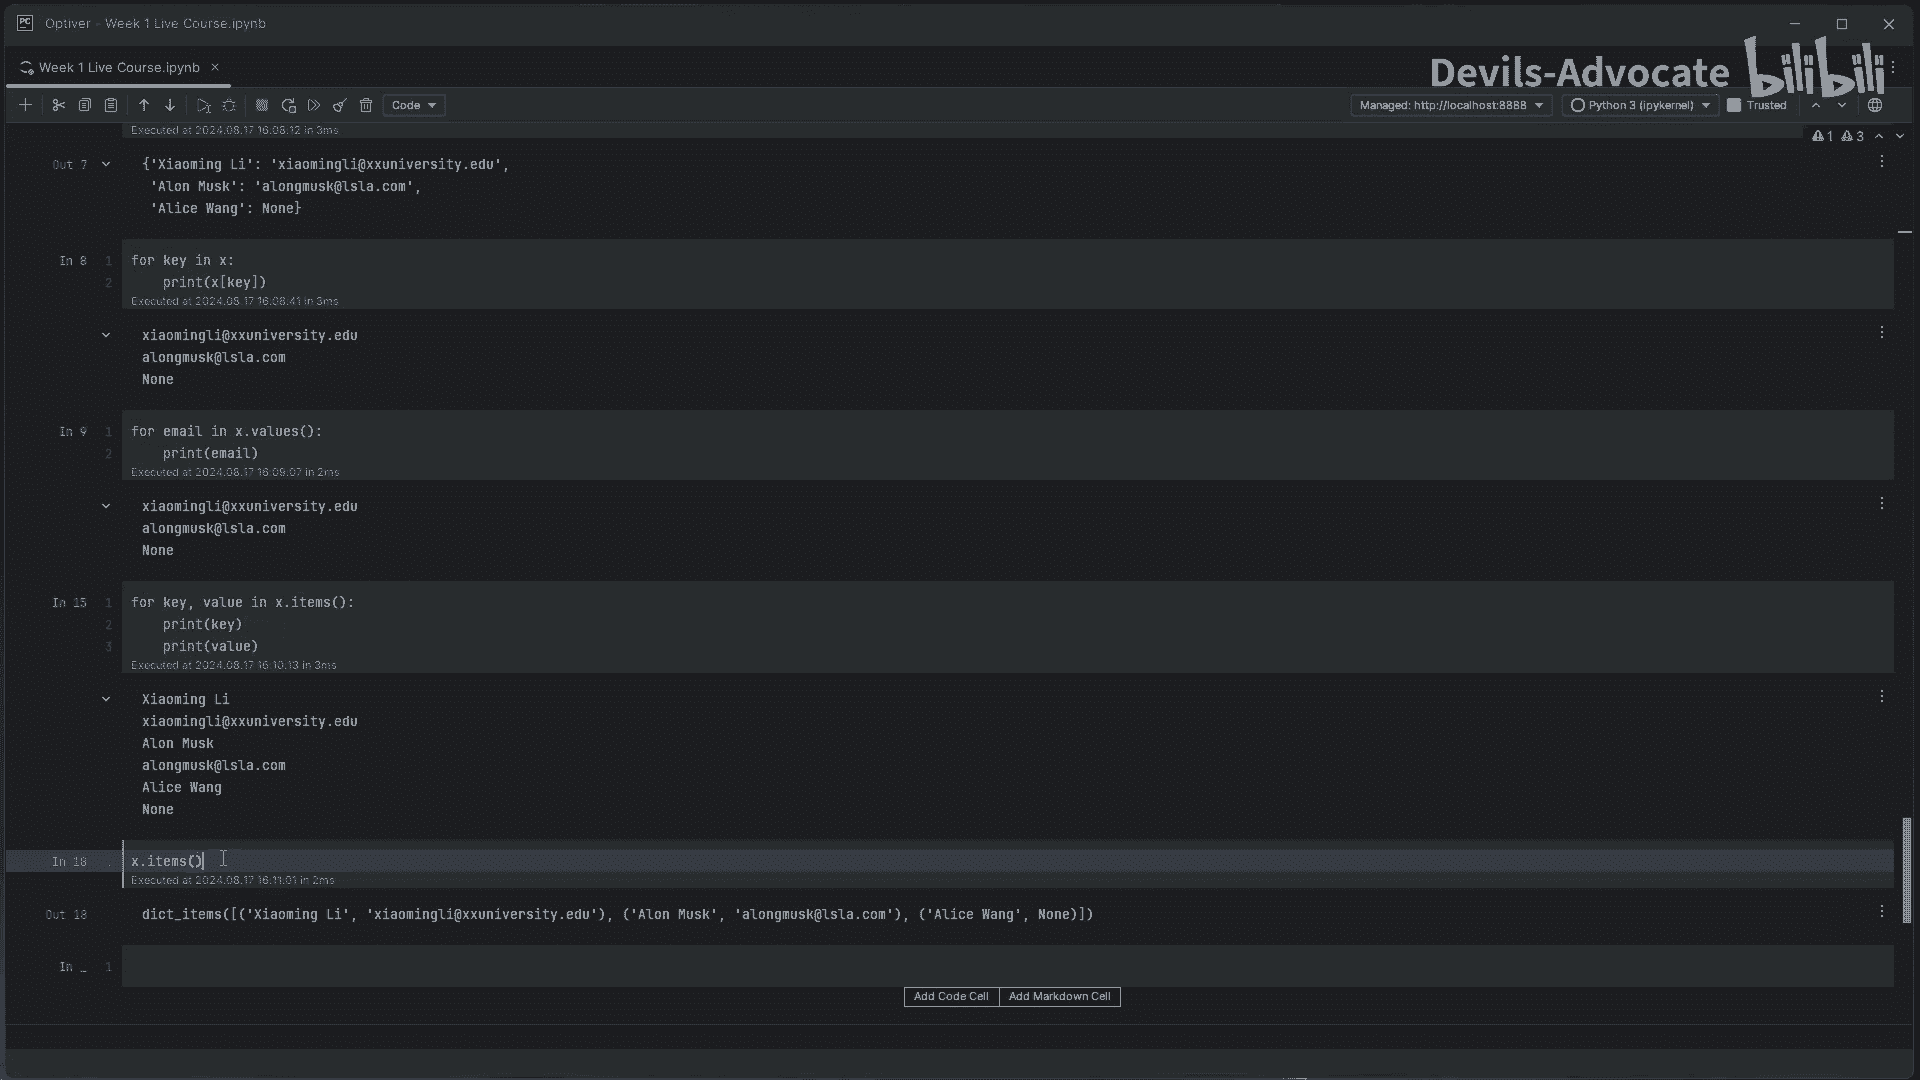 Optiver - Week 1 Live Course.ipynb
Week 1 Live Course.ipynb
Devils-Advocate bilibili
Code
Managed: http://localhost:8888
Python 3 (ipykernel)
Trusted
Executed at 2024.08.17 16:08:12 in 3ms
1 3
Out 7 {'Xiaoming Li': 'xiaomingli@xxuniversity.edu',
'Alon Musk': 'alongmusk@lsla.com',
'Alice Wang': None}
In 8 1 for key in x:
2 print(x[key])
Executed at 2024.08.17 16:08:41 in 3ms
xiaomingli@xxuniversity.edu
alongmusk@lsla.com
None
In 9 1 for email in x.values():
2 print(email)
Executed at 2024.08.17 16:09:07 in 2ms
xiaomingli@xxuniversity.edu
alongmusk@lsla.com
None
In 15 1 for key, value in x.items():
2 print(key)
3 print(value)
Executed at 2024.08.17 16:10:13 in 3ms
Xiaoming Li
xiaomingli@xxuniversity.edu
Alon Musk
alongmusk@lsla.com
Alice Wang
None
In 18 x.items()
Executed at 2024.08.17 16:11:01 in 2ms
Out 18 dict_items([('Xiaoming Li', 'xiaomingli@xxuniversity.edu'), ('Alon Musk', 'alongmusk@lsla.com'), ('Alice Wang', None)])
In _ 1
Add Code Cell Add Markdown Cell